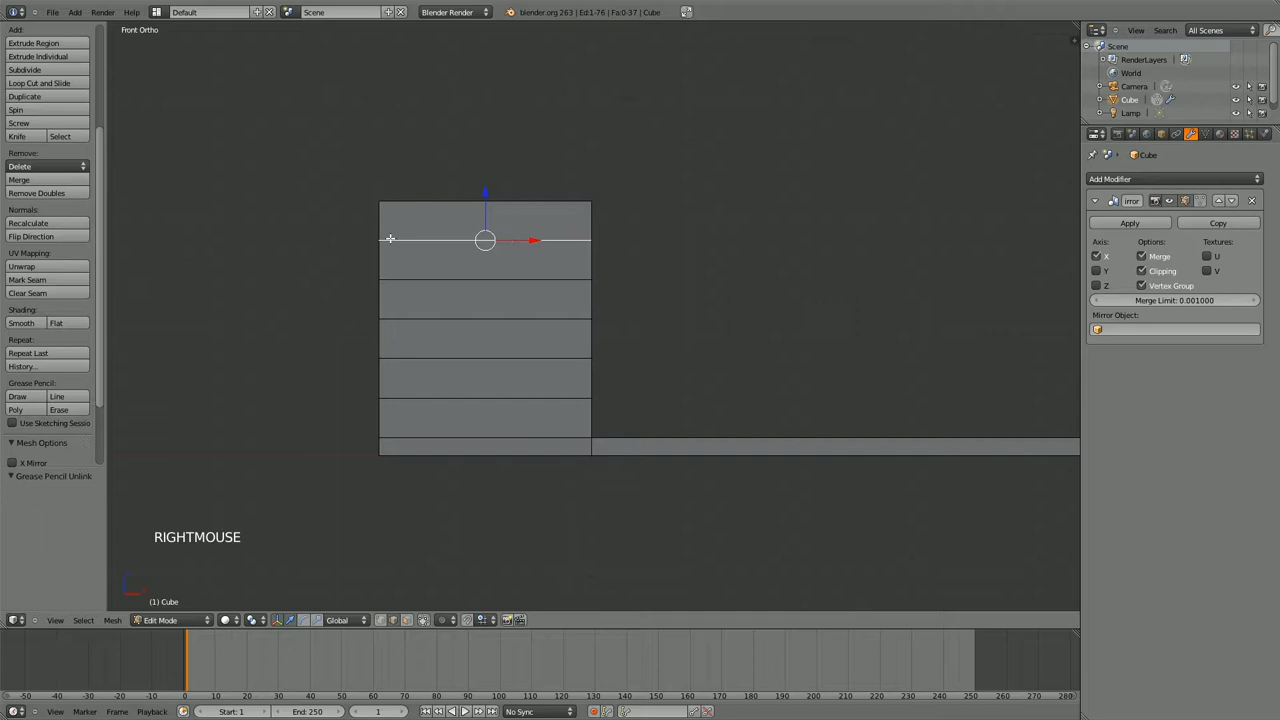 File Add Render Help Default Scene Blender Render blender.org 263 | Ed:1-76 | Fa:0-37 | Cube
View Search All Scenes
Front Ortho
Add:
Extrude Region
Extrude Individual
Subdivide
Loop Cut and Slide
Duplicate
Spin
Screw
Knife Select
Remove:
Delete
Merge
Remove Doubles
Normals:
Recalculate
Flip Direction
UV Mapping:
Unwrap
Mark Seam
Clear Seam
Shading:
Smooth Flat
Repeat:
Repeat Last
History...
Grease Pencil:
Draw Line
Poly Erase
Use Sketching Sessio
Mesh Options
X Mirror
Grease Pencil Unlink
RIGHTMOUSE
(1) Cube
Scene
RenderLayers
World
Camera
Cube
Lamp
Cube
Add Modifier
irror
Apply Copy
Axis: Options: Textures:
X Merge U
Y Clipping V
Z Vertex Group
Merge Limit: 0.001000
Mirror Object:
View Select Mesh Edit Mode Global
-50 -40 -30 -20 -10 0 10 20 30 40 50 60 70 80 90 100 110 120 130 140 150 160 170 180 190 200 210 220 230 240 250 260 270 280
View Marker Frame Playback Start: 1 End: 250 1 No Sync